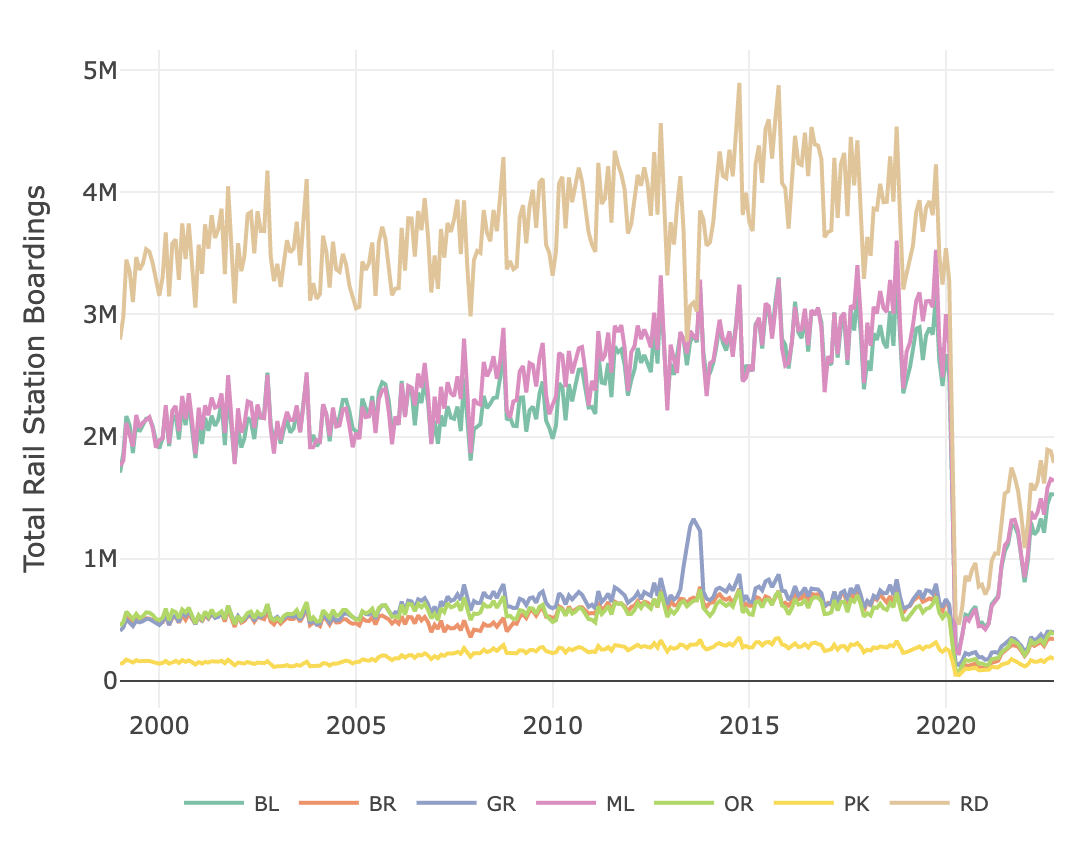 Total Rail Station Boardings
5M
4M
3M
2M
1M
0
2000 2005 2010 2015 2020
BL BR GR ML OR PK RD